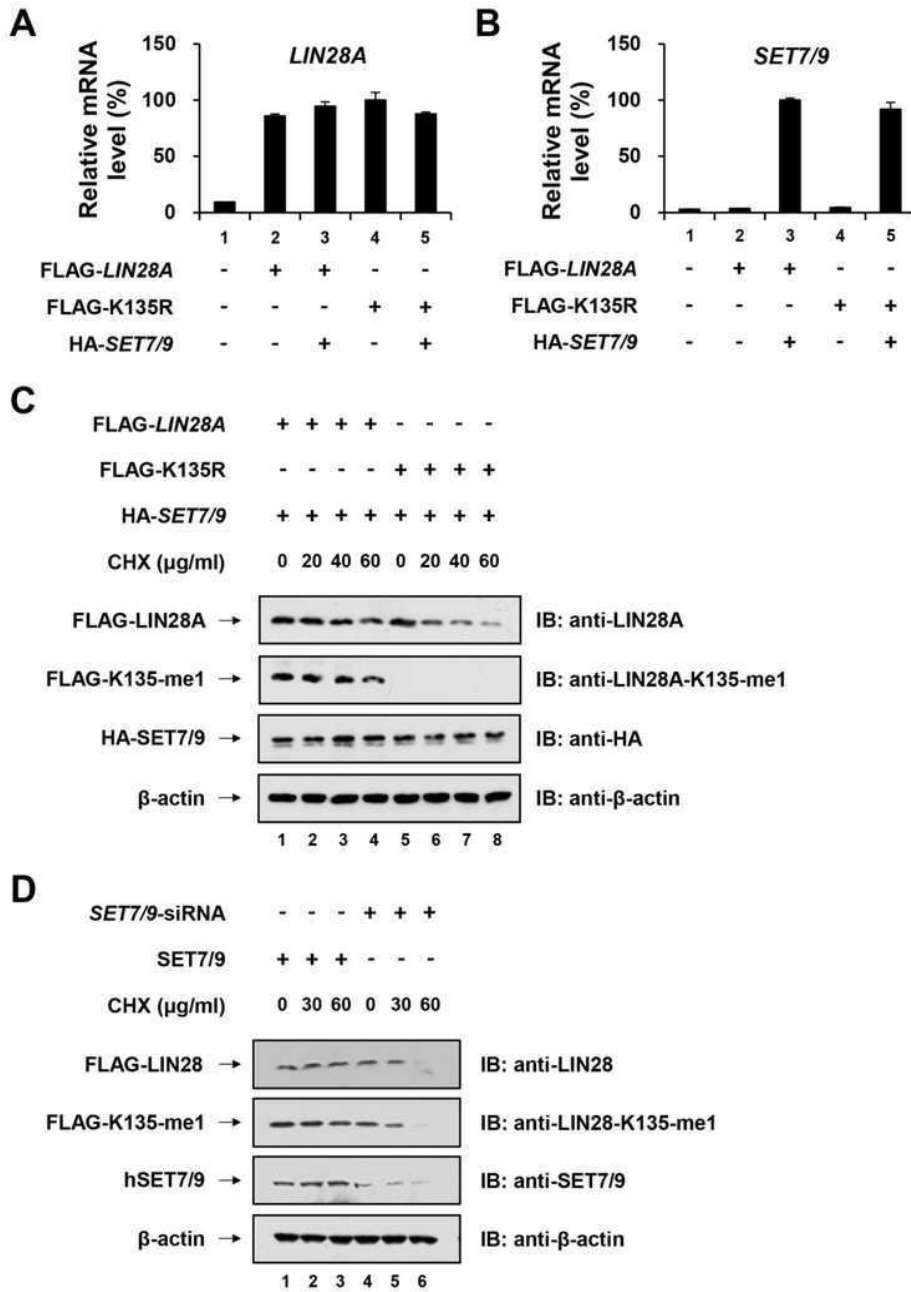 A
Relative mRNA level (%)
150
100
50
0
LIN28A
1 2 3 4 5
FLAG-LIN28A - + + - -
FLAG-K135R - - - + +
HA-SET7/9 - - + - +
B
Relative mRNA level (%)
150
100
50
0
SET7/9
1 2 3 4 5
FLAG-LIN28A - + + - -
FLAG-K135R - - - + +
HA-SET7/9 - - + - +
C
FLAG-LIN28A + + + + - - - -
FLAG-K135R - - - - + + + +
HA-SET7/9 + + + + + + + +
CHX (µg/ml) 0 20 40 60 0 20 40 60
FLAG-LIN28A → IB: anti-LIN28A
FLAG-K135-me1 → IB: anti-LIN28A-K135-me1
HA-SET7/9 → IB: anti-HA
β-actin → IB: anti-β-actin
1 2 3 4 5 6 7 8
D
SET7/9-siRNA - - - + + +
SET7/9 + + + - - -
CHX (µg/ml) 0 30 60 0 30 60
FLAG-LIN28 → IB: anti-LIN28
FLAG-K135-me1 → IB: anti-LIN28-K135-me1
hSET7/9 → IB: anti-SET7/9
β-actin → IB: anti-β-actin
1 2 3 4 5 6